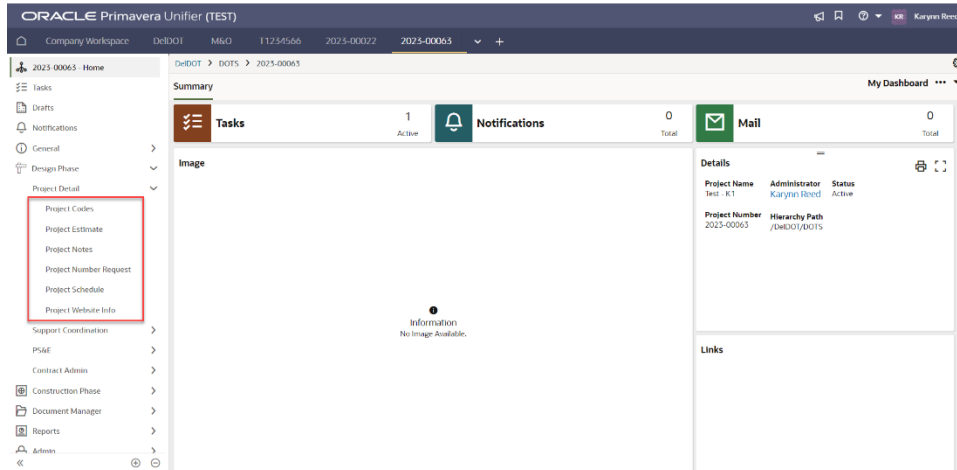 ORACLE Primavera Unifier (TEST)
KR Karynn Reed
Company Workspace DelDOT M&O T1234566 2023-00022 2023-00063
2023-00063 - Home
Tasks
Drafts
Notifications
General
Design Phase
Project Detail
Project Codes
Project Estimate
Project Notes
Project Number Request
Project Schedule
Project Website Info
Support Coordination
PS&E
Contract Admin
Construction Phase
Document Manager
Reports
Admin
DelDOT > DOTS > 2023-00063
Summary
My Dashboard
Tasks
1
Active
Notifications
0
Total
Mail
0
Total
Image
Information
No Image Available.
Details
Project Name Administrator Status
Test - K1 Karynn Reed Active
Project Number Hierarchy Path
2023-00063 /DelDOT/DOTS
Links